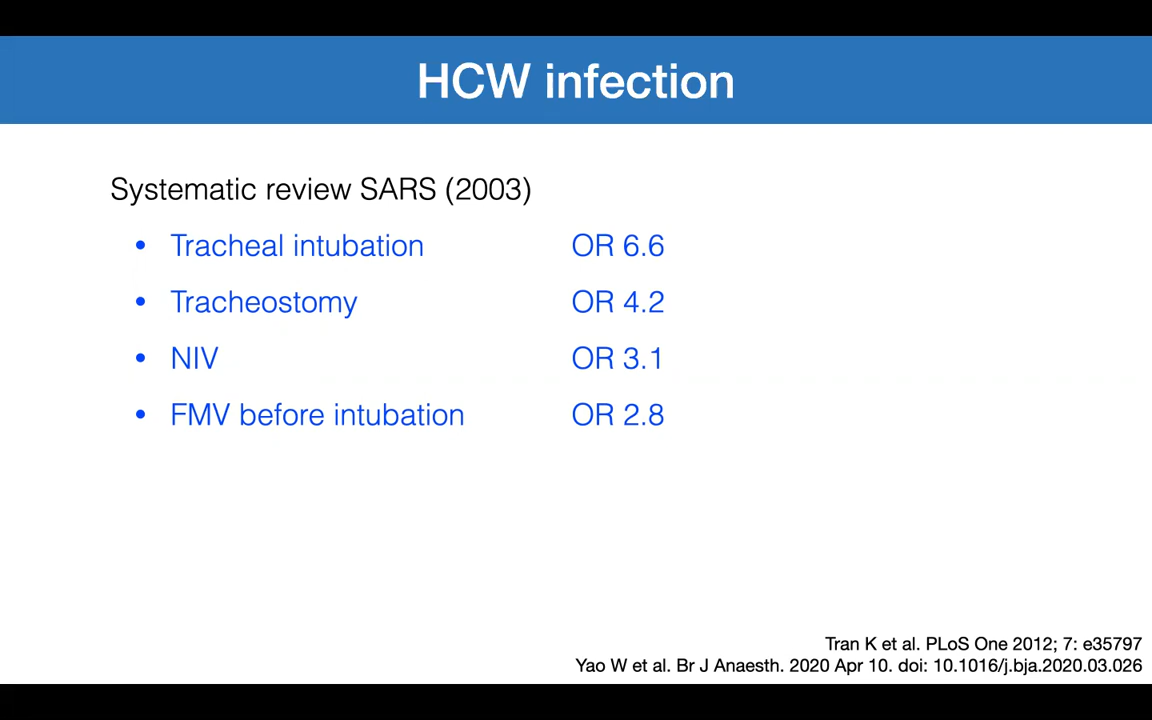 HCW infection
Systematic review SARS (2003)
• Tracheal intubation OR 6.6
• Tracheostomy OR 4.2
• NIV OR 3.1
• FMV before intubation OR 2.8
Tran K et al. PLoS One 2012; 7: e35797
Yao W et al. Br J Anaesth. 2020 Apr 10. doi: 10.1016/j.bja.2020.03.026